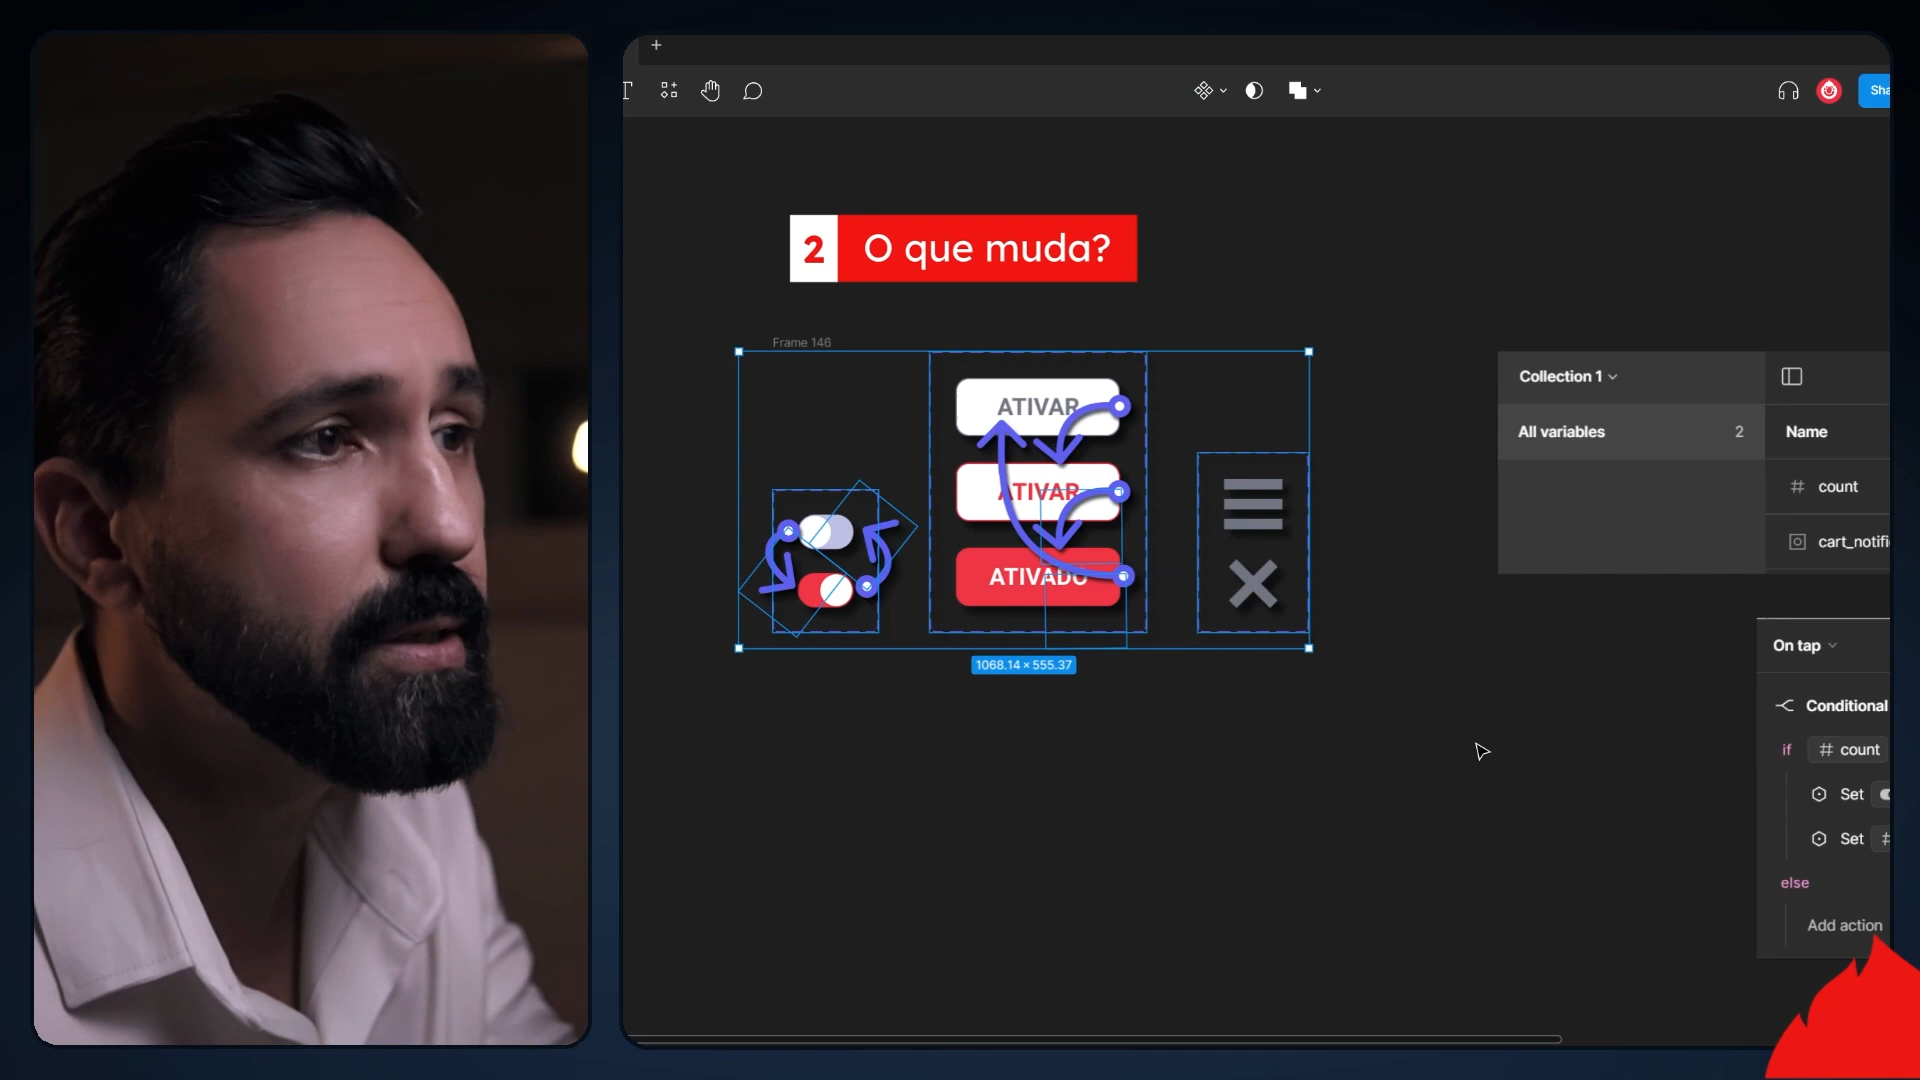 Sha
2 O que muda?
Frame 146
ATIVAR
ATIVAR
ATIVADO
1068.14 × 555.37
Collection 1
All variables 2
Name
# count
cart_notifi
On tap
Conditional
if # count
Set
Set #
else
Add action